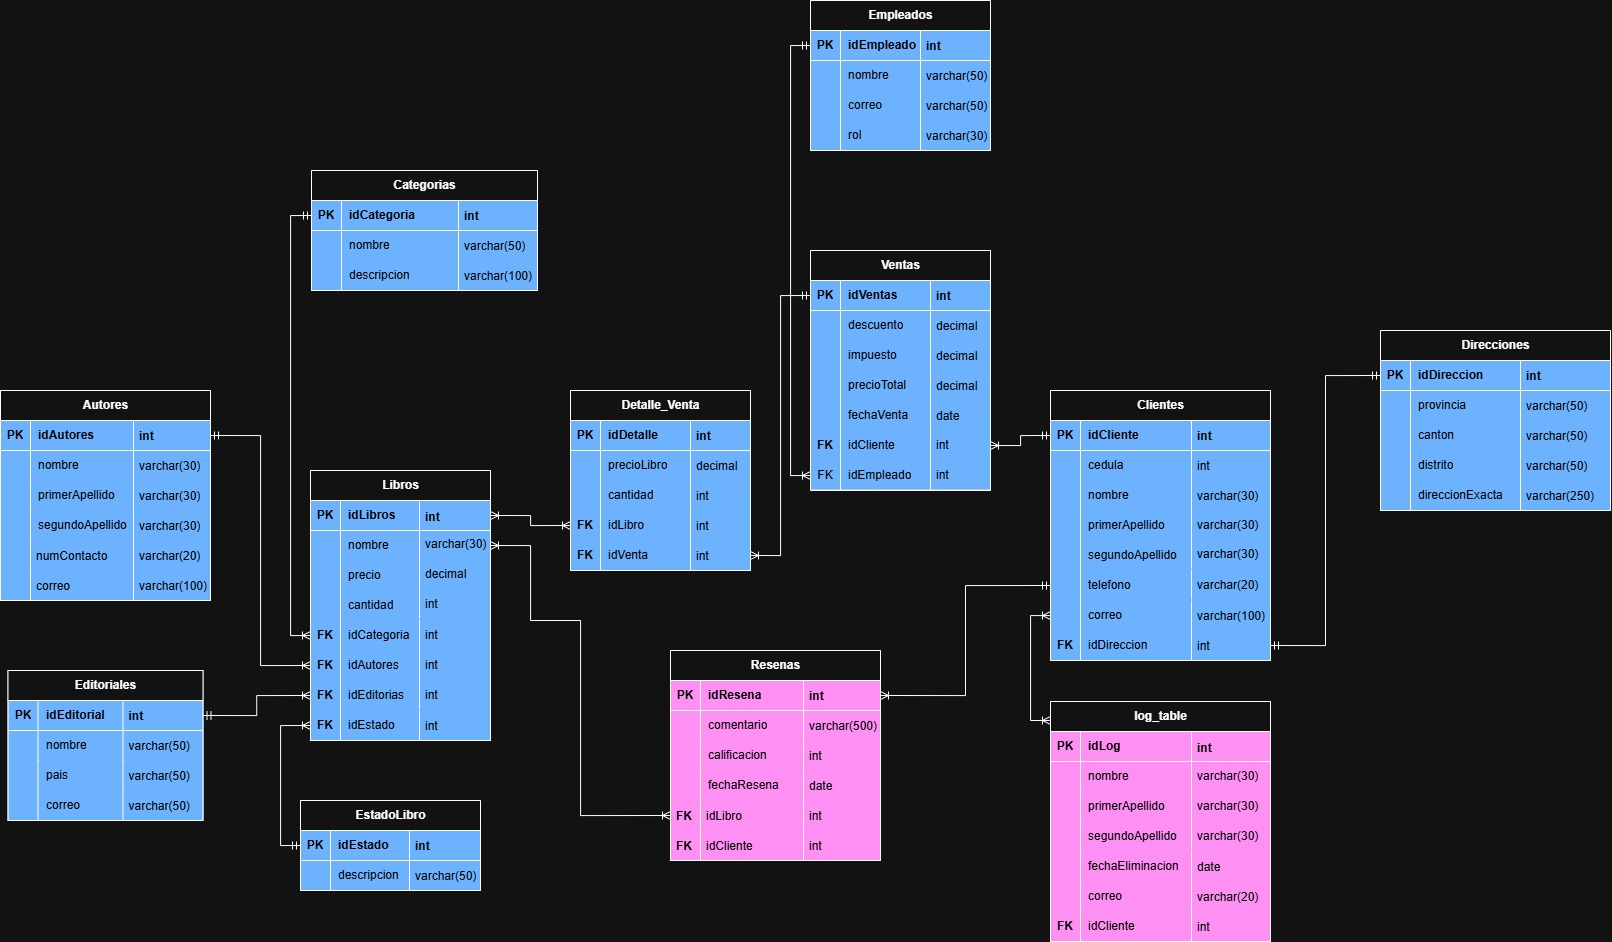 Empleados
PK idEmpleado int
nombre varchar(50)
correo varchar(50)
rol varchar(30)
Categorias
PK idCategoria int
nombre varchar(50)
descripcion varchar(100)
Ventas
PK idVentas int
descuento decimal
impuesto decimal
precioTotal decimal
fechaVenta date
FK idCliente int
FK idEmpleado int
Direcciones
PK idDireccion int
provincia varchar(50)
canton varchar(50)
distrito varchar(50)
direccionExacta varchar(250)
Autores
PK idAutores int
nombre varchar(30)
primerApellido varchar(30)
segundoApellido varchar(30)
numContacto varchar(20)
correo varchar(100)
Detalle_Venta
PK idDetalle int
precioLibro decimal
cantidad int
FK idLibro int
FK idVenta int
Clientes
PK idCliente int
cedula int
nombre varchar(30)
primerApellido varchar(30)
segundoApellido varchar(30)
telefono varchar(20)
correo varchar(100)
FK idDireccion int
Libros
PK idLibros int
nombre varchar(30)
precio decimal
cantidad int
FK idCategoria int
FK idAutores int
FK idEditorias int
FK idEstado int
Editoriales
PK idEditorial int
nombre varchar(50)
pais varchar(50)
correo varchar(50)
Resenas
PK idResena int
comentario varchar(500)
calificacion int
fechaResena date
FK idLibro int
FK idCliente int
log_table
PK idLog int
nombre varchar(30)
primerApellido varchar(30)
segundoApellido varchar(30)
fechaEliminacion date
correo varchar(20)
FK idCliente int
EstadoLibro
PK idEstado int
descripcion varchar(50)